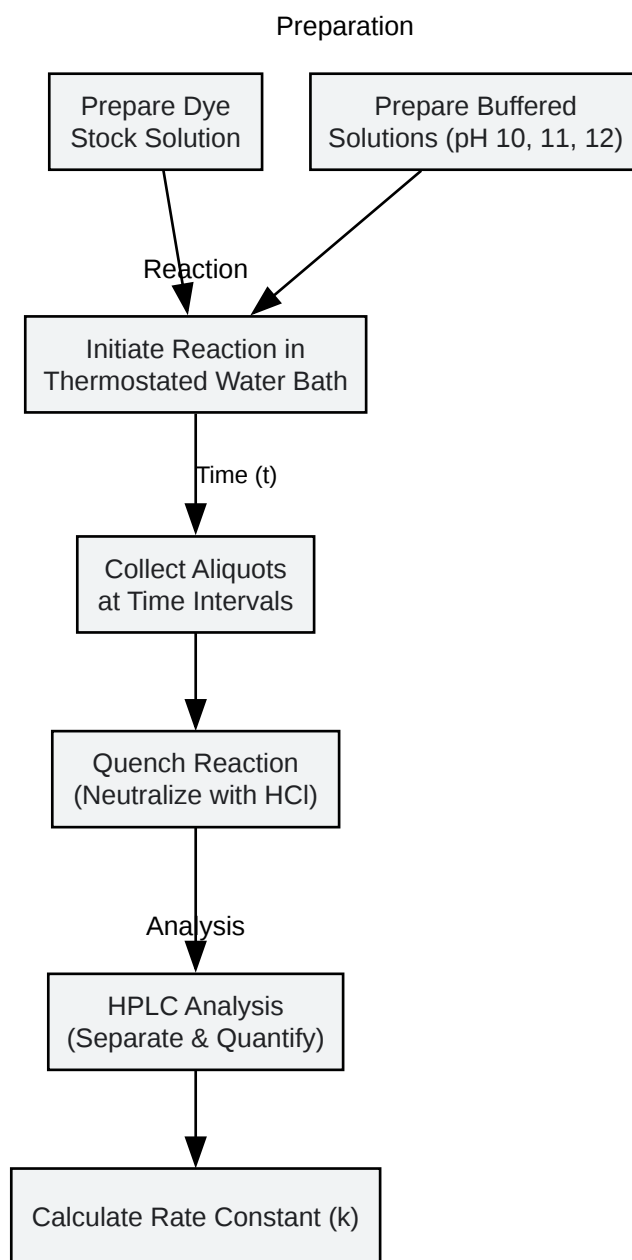 Preparation
Prepare Dye
Stock Solution
Prepare Buffered
Solutions (pH 10, 11, 12)
Reaction
Initiate Reaction in
Thermostated Water Bath
Time (t)
Collect Aliquots
at Time Intervals
Quench Reaction
(Neutralize with HCl)
Analysis
HPLC Analysis
(Separate & Quantify)
Calculate Rate Constant (k)